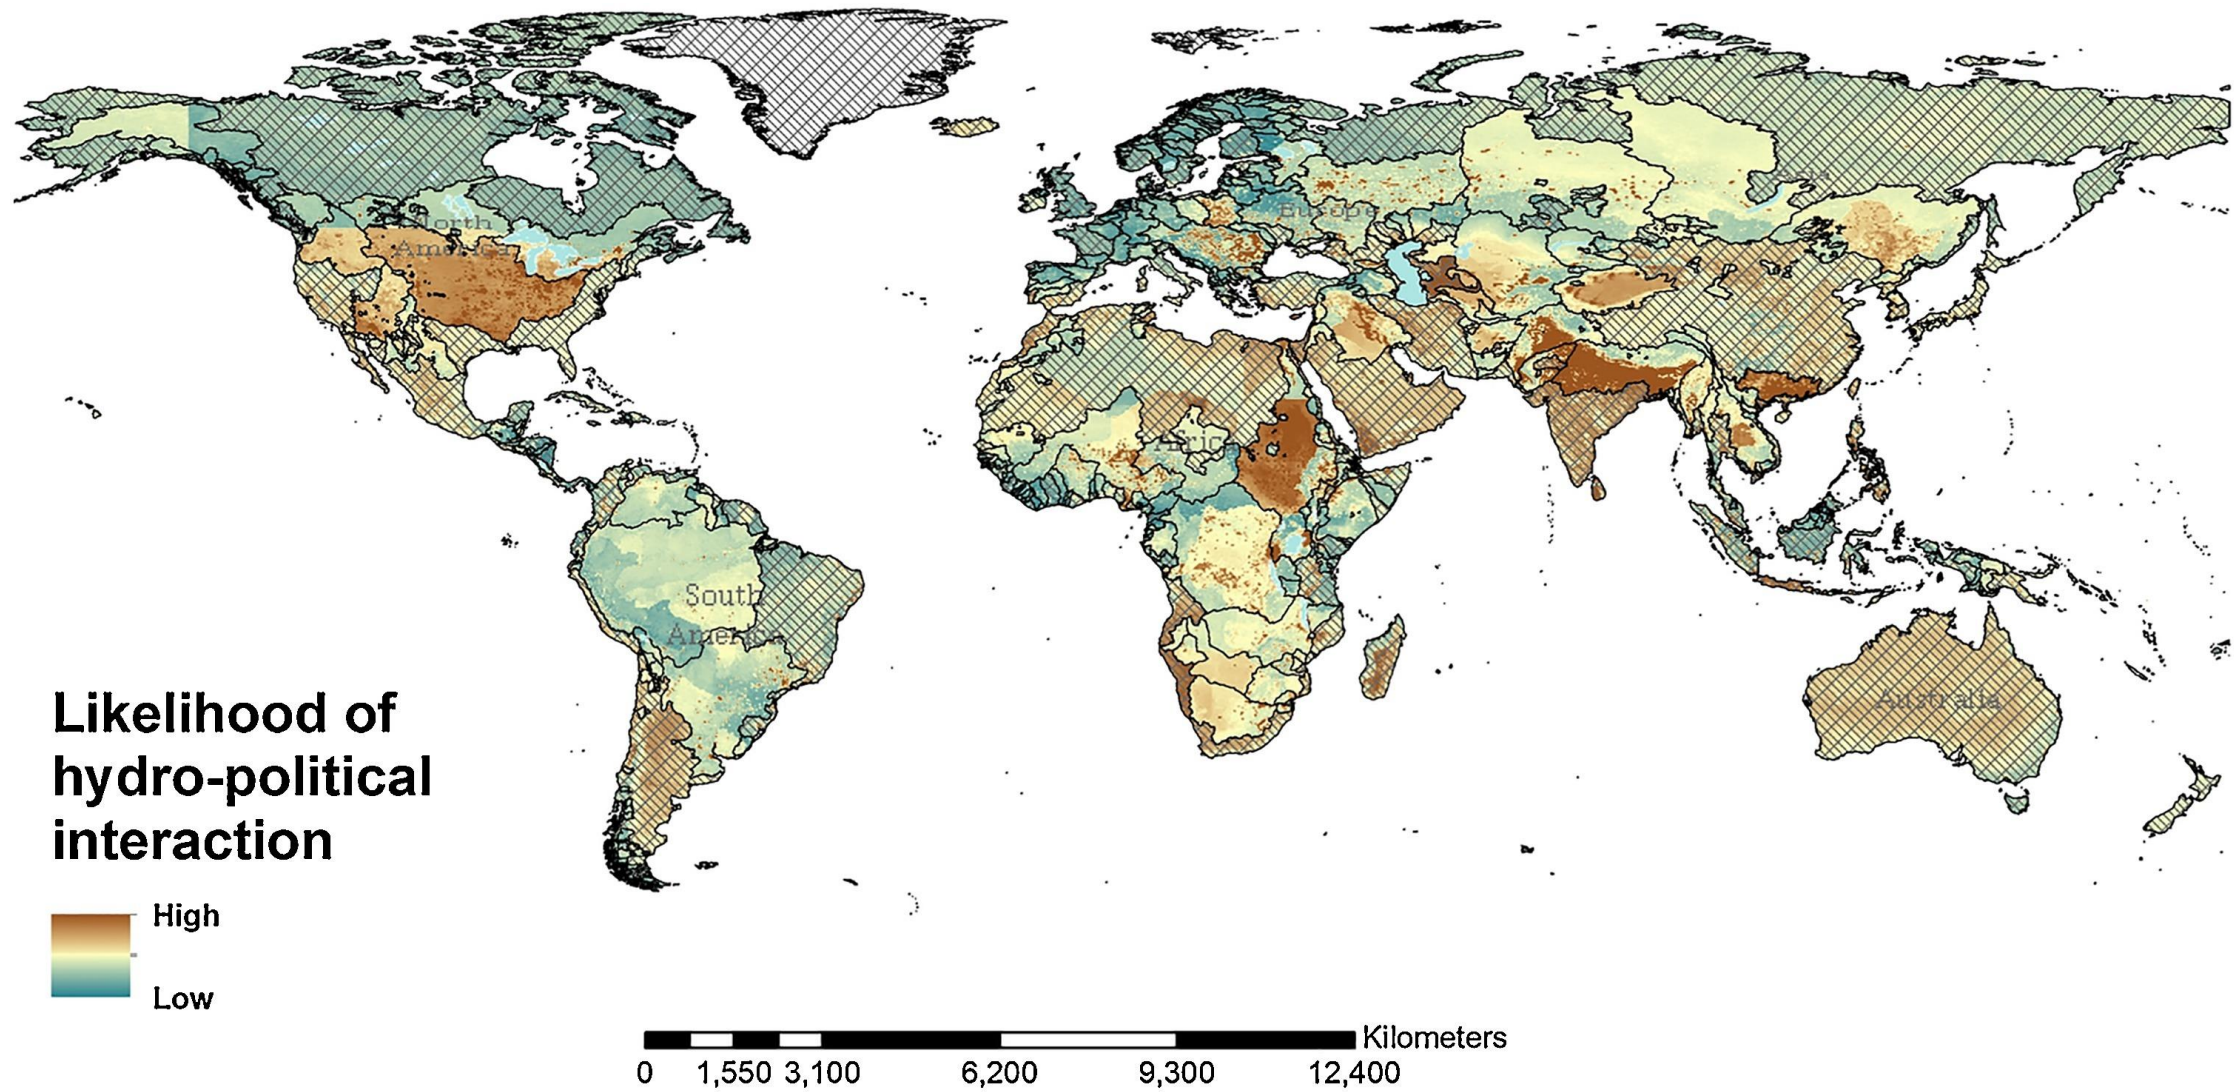 North
America
Europe
Africa
South
America
Australia
Likelihood of
hydro-political
interaction
High
Low
Kilometers
0 1,550 3,100 6,200 9,300 12,400